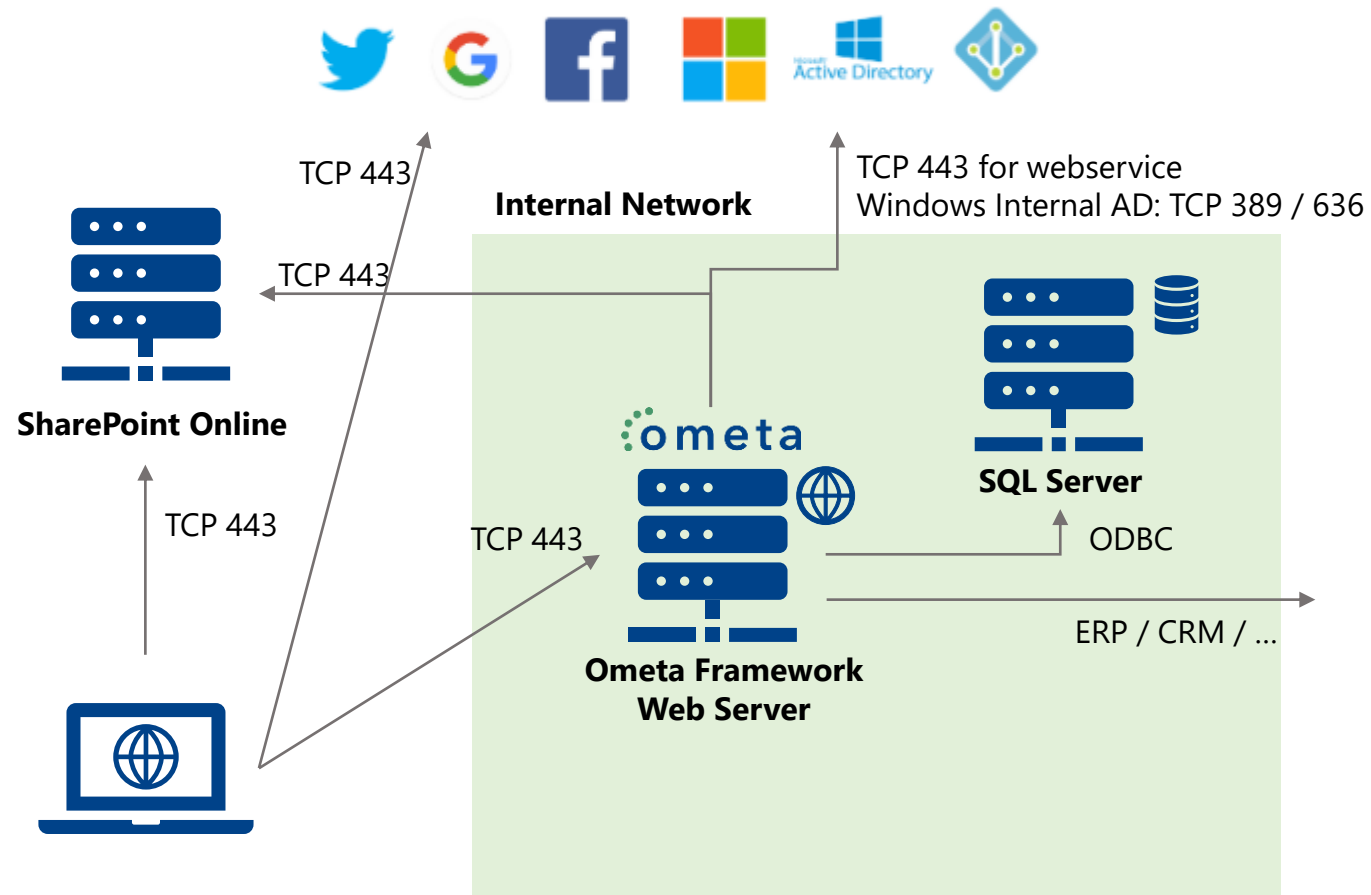 Microsoft
Active Directory
TCP 443
TCP 443 for webservice
Windows Internal AD: TCP 389 / 636
Internal Network
TCP 443
SharePoint Online
ometa
SQL Server
TCP 443
TCP 443
ODBC
ERP / CRM / ...
Ometa Framework
Web Server